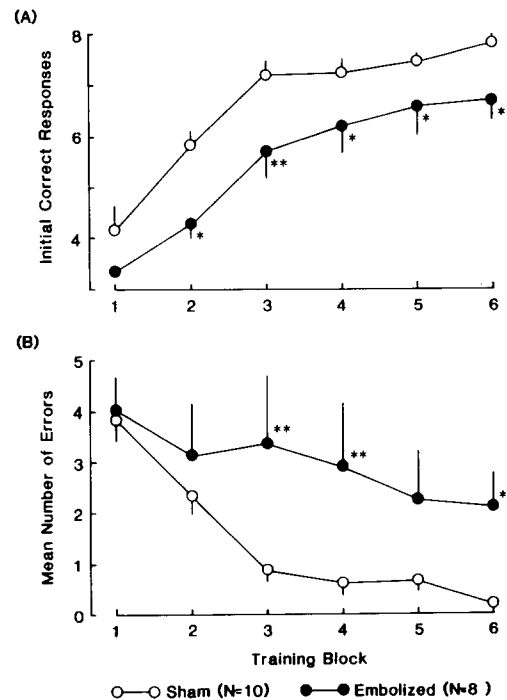 (A)
Initial Correct Responses
8
6
4
*
**
*
*
*
1 2 3 4 5 6
(B)
Mean Number of Errors
5
4
3
2
1
0
**
**
*
1 2 3 4 5 6
Training Block
Sham (N=10) Embolized (N=8)